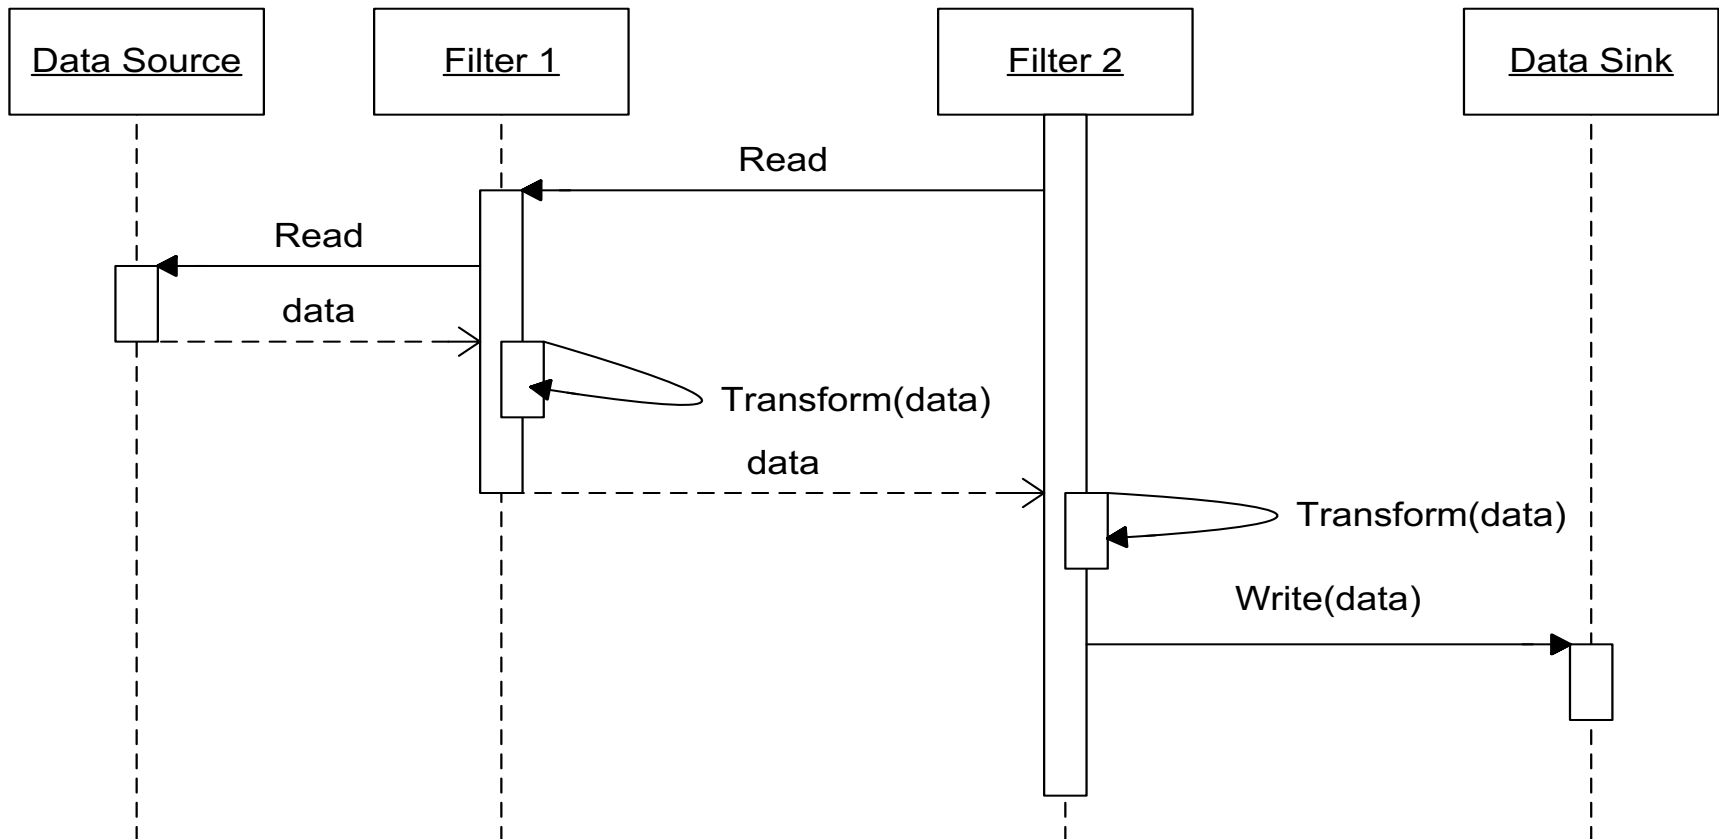 Data Source
Filter 1
Filter 2
Data Sink
Read
Read
data
Transform(data)
data
Transform(data)
Write(data)